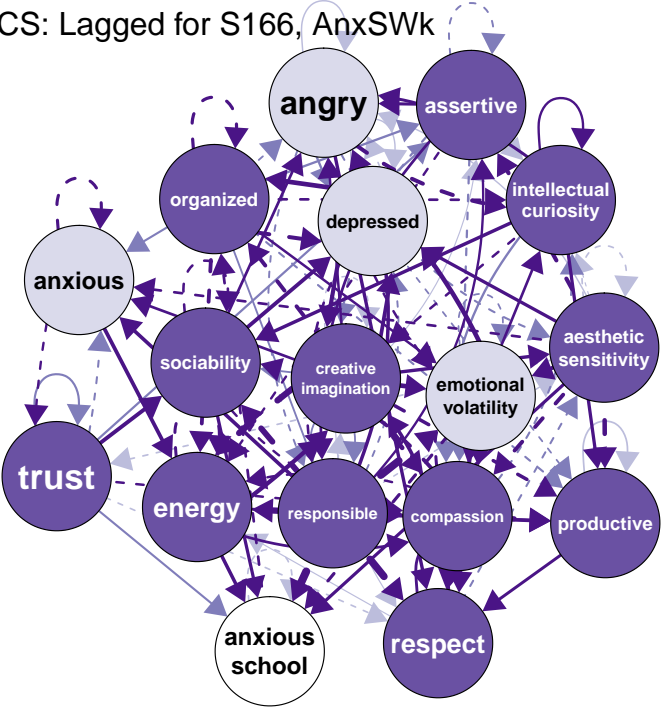 CS: Lagged for S166, AnxSWk
angry
assertive
organized
depressed
intellectual
curiosity
anxious
sociability
creative
imagination
emotional
volatility
aesthetic
sensitivity
trust
energy
responsible
compassion
productive
anxious
school
respect